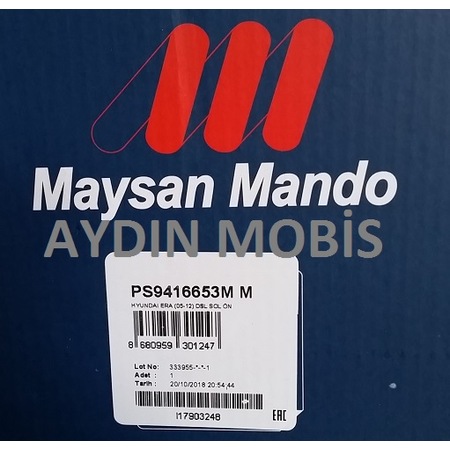 Maysan Mando
AYDIN MOBİS
PS9416653M M
HYUNDAI ERA (05-12) DSL SOL ÖN
8 680959 301247
Lot No: 333955-*-*-1
Adet : 1
Tarih : 20/10/2018 20:54:44
I17903248
EAC